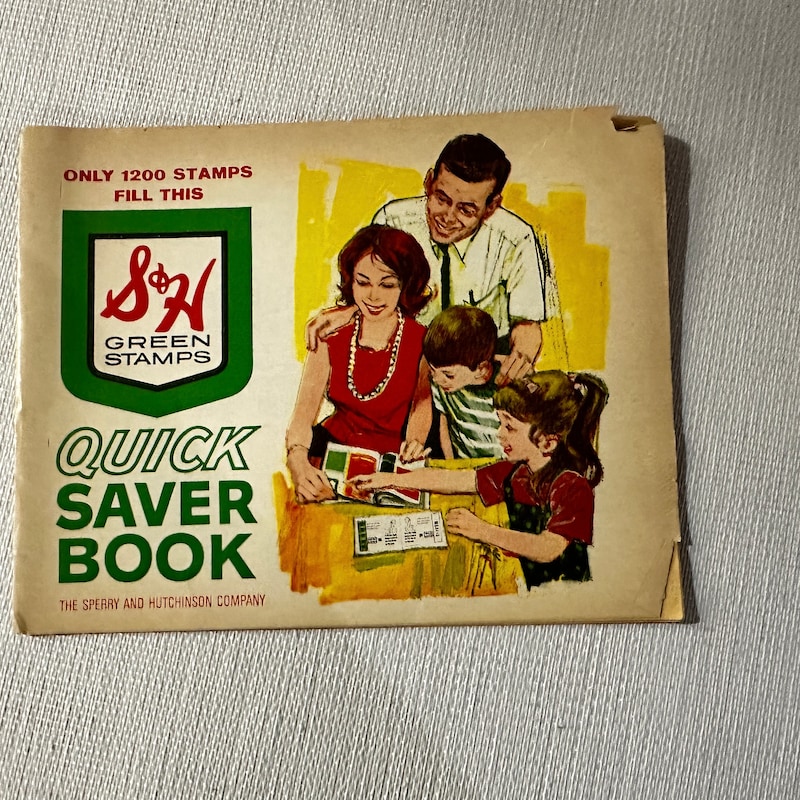 ONLY 1200 STAMPS
FILL THIS
S&H
GREEN
STAMPS
QUICK
SAVER
BOOK
THE SPERRY AND HUTCHINSON COMPANY